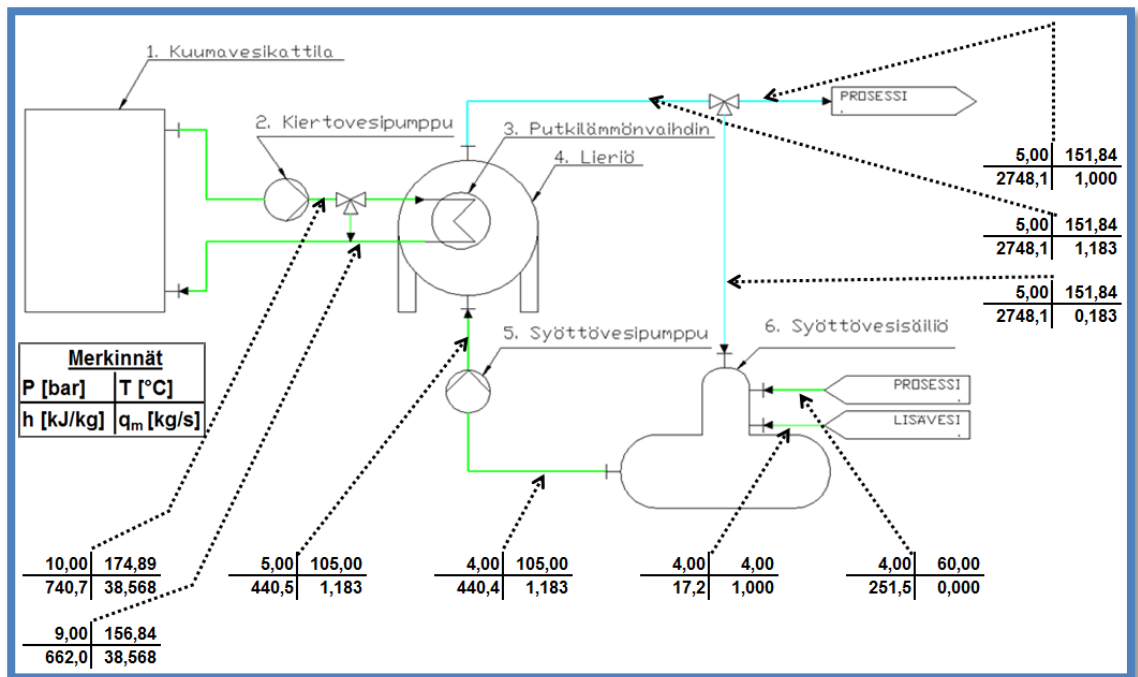 1. Kuumavesikattila
2. Kiertovesipumppu
3. Putkilämmönvaihdin
4. Lieriö
PROSESSI
5,00 151,84
2748,1 1,000
5,00 151,84
2748,1 1,183
5,00 151,84
2748,1 0,183
5. Syöttövesipumppu
6. Syöttövesisäiliö
PROSESSI
LISÄVESI
Merkinnät
P [bar] T [°C]
h [kJ/kg] qm [kg/s]
10,00 174,89
740,7 38,568
5,00 105,00
440,5 1,183
4,00 105,00
440,4 1,183
4,00 4,00
17,2 1,000
4,00 60,00
251,5 0,000
9,00 156,84
662,0 38,568